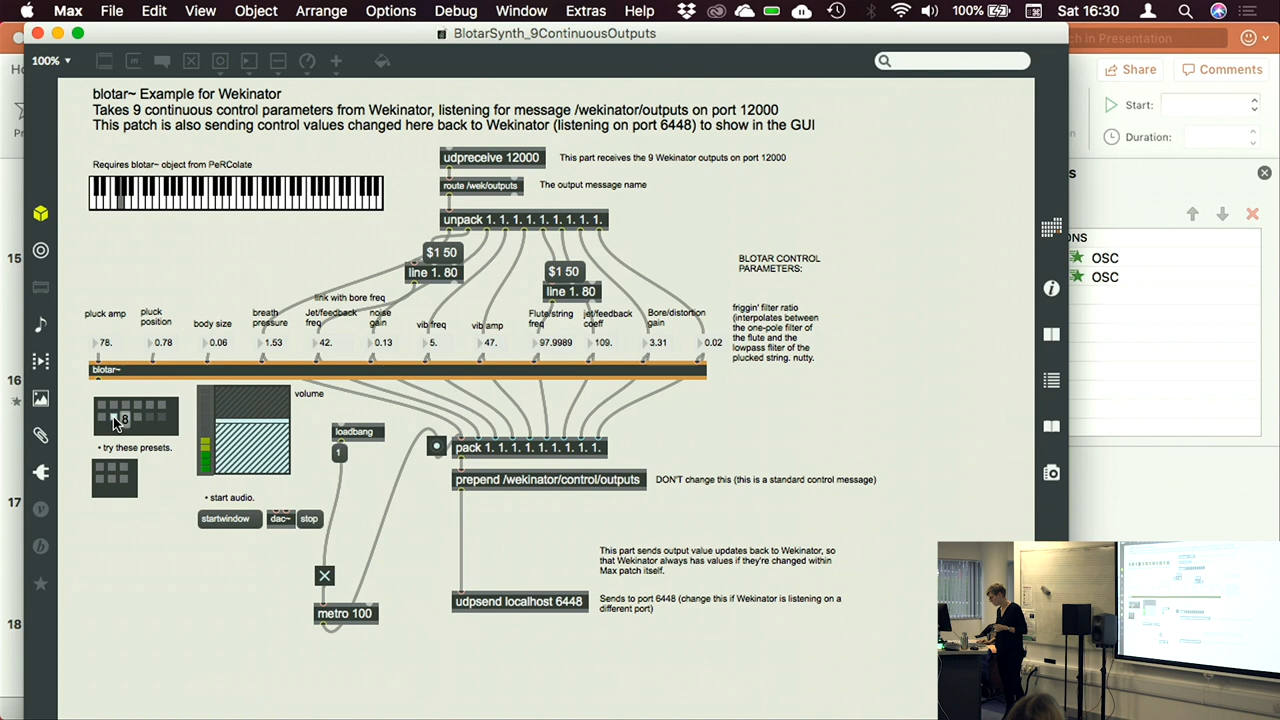 Max File Edit View Object Arrange Options Debug Window Extras Help 100% Sat 16:30
BlotarSynth_9ContinuousOutputs
100%
Share Comments
Start:
Duration:
blotar~ Example for Wekinator
Takes 9 continuous control parameters from Wekinator, listening for message /wekinator/outputs on port 12000
This patch is also sending control values changed here back to Wekinator (listening on port 6448) to show in the GUI
Requires blotar~ object from PeRColate
udpreceive 12000
This part receives the 9 Wekinator outputs on port 12000
route /wek/outputs
The output message name
unpack 1. 1. 1. 1. 1. 1. 1. 1. 1.
$1 50
line 1. 80
$1 50
line 1. 80
BLOTAR CONTROL
PARAMETERS:
link with bore freq
pluck amp
pluck
position
body size
breath
pressure
Jet/feedback
freq
noise
gain
vib freq
vib amp
Flute/string
freq
jet/feedback
coeff
Bore/distortion
gain
friggin' filter ratio
(interpolates between
the one-pole filter of
the flute and the
lowpass filter of the
plucked string. nutty.
78. 0.78 0.06 1.53 42. 0.13 5. 47. 97.9989 109. 3.31 0.02
blotar~
8
• try these presets.
volume
• start audio.
startwindow dac~ stop
loadbang
1
metro 100
pack 1. 1. 1. 1. 1. 1. 1. 1. 1.
prepend /wekinator/control/outputs
DON'T change this (this is a standard control message)
This part sends output value updates back to Wekinator, so
that Wekinator always has values if they're changed within
Max patch itself.
udpsend localhost 6448
Sends to port 6448 (change this if Wekinator is listening on a
different port)
OSC
OSC
15
16
17
18